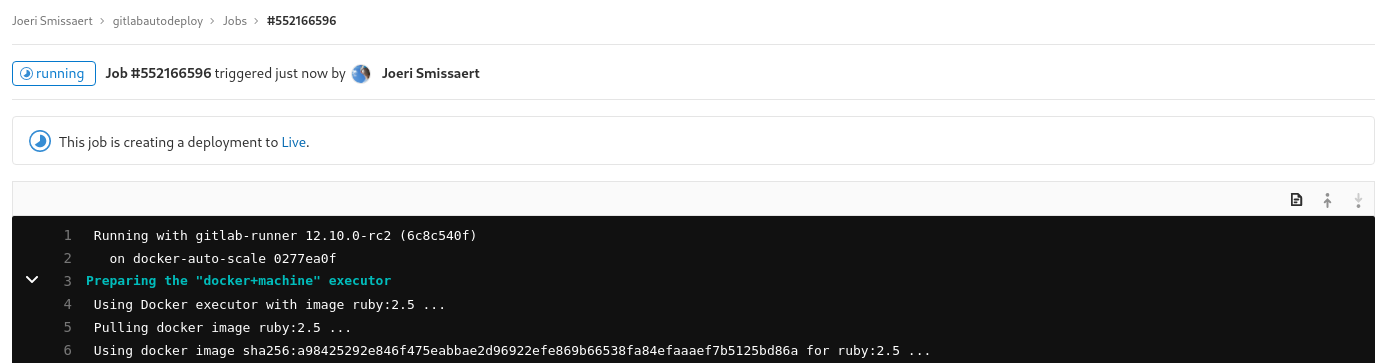 Joeri Smissaert > gitlabautodeploy > Jobs > #552166596
running Job #552166596 triggered just now by Joeri Smissaert
This job is creating a deployment to Live.
1 Running with gitlab-runner 12.10.0-rc2 (6c8c540f)
2 on docker-auto-scale 0277ea0f
3 Preparing the "docker+machine" executor
4 Using Docker executor with image ruby:2.5 ...
5 Pulling docker image ruby:2.5 ...
6 Using docker image sha256:a98425292e846f475eabbae2d96922efe869b66538fa84efaaaef7b5125bd86a for ruby:2.5 ...